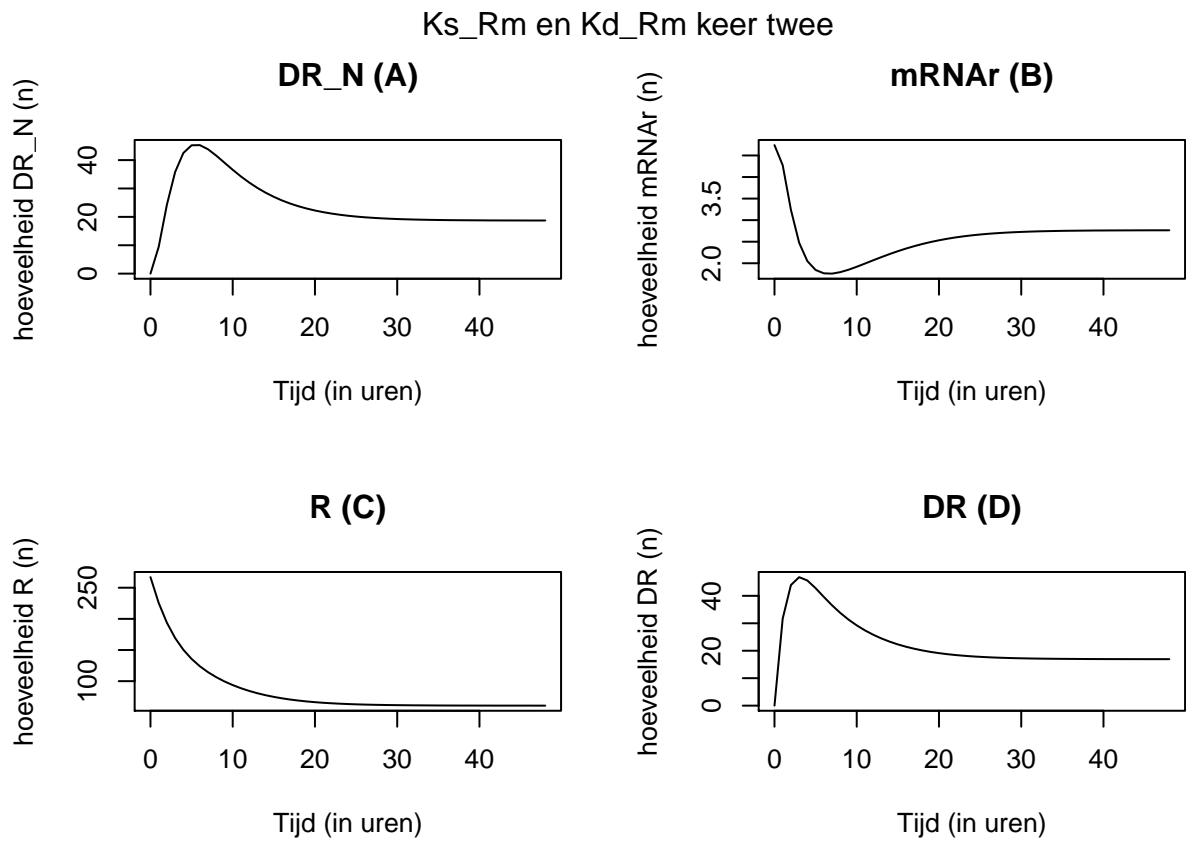 Ks_Rm en Kd_Rm keer twee
DR_N (A)
hoeveelheid DR_N (n)
0 20 40
0 10 20 30 40
Tijd (in uren)
mRNAr (B)
hoeveelheid mRNAr (n)
2.0 3.5
0 10 20 30 40
Tijd (in uren)
R (C)
hoeveelheid R (n)
100 250
0 10 20 30 40
Tijd (in uren)
DR (D)
hoeveelheid DR (n)
0 20 40
0 10 20 30 40
Tijd (in uren)